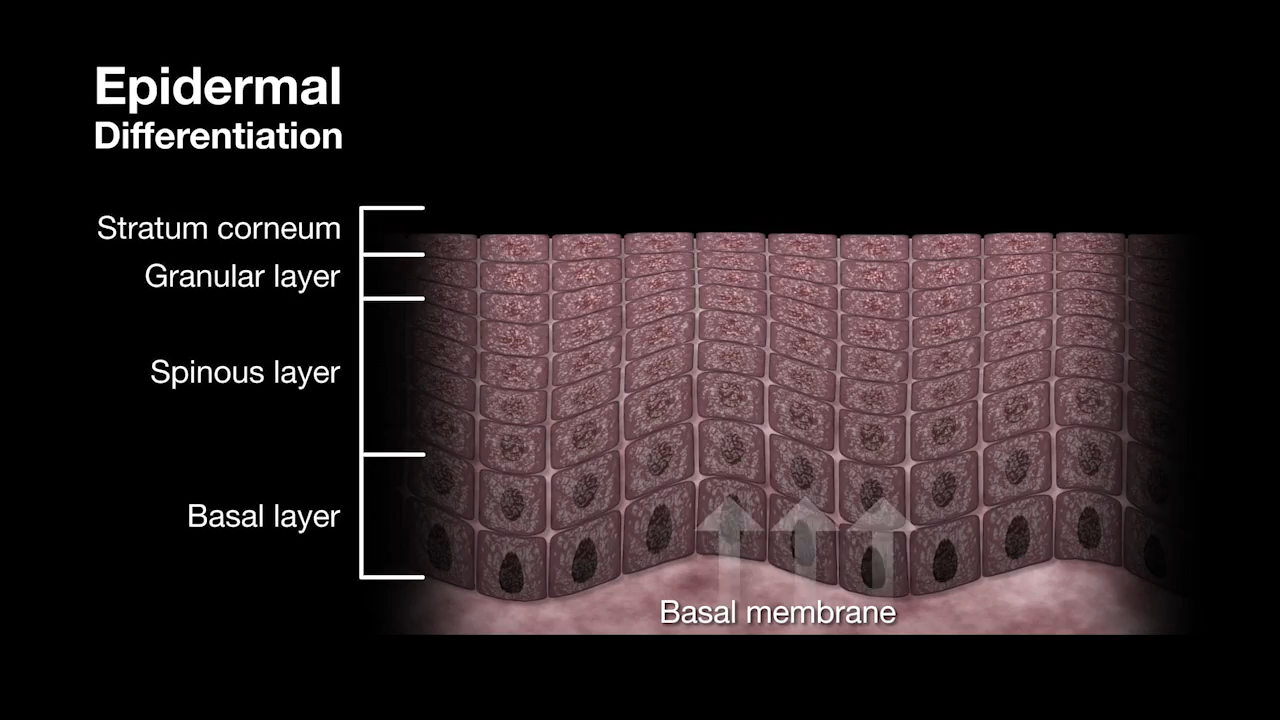 Epidermal
Differentiation
Stratum corneum
Granular layer
Spinous layer
Basal layer
Basal membrane